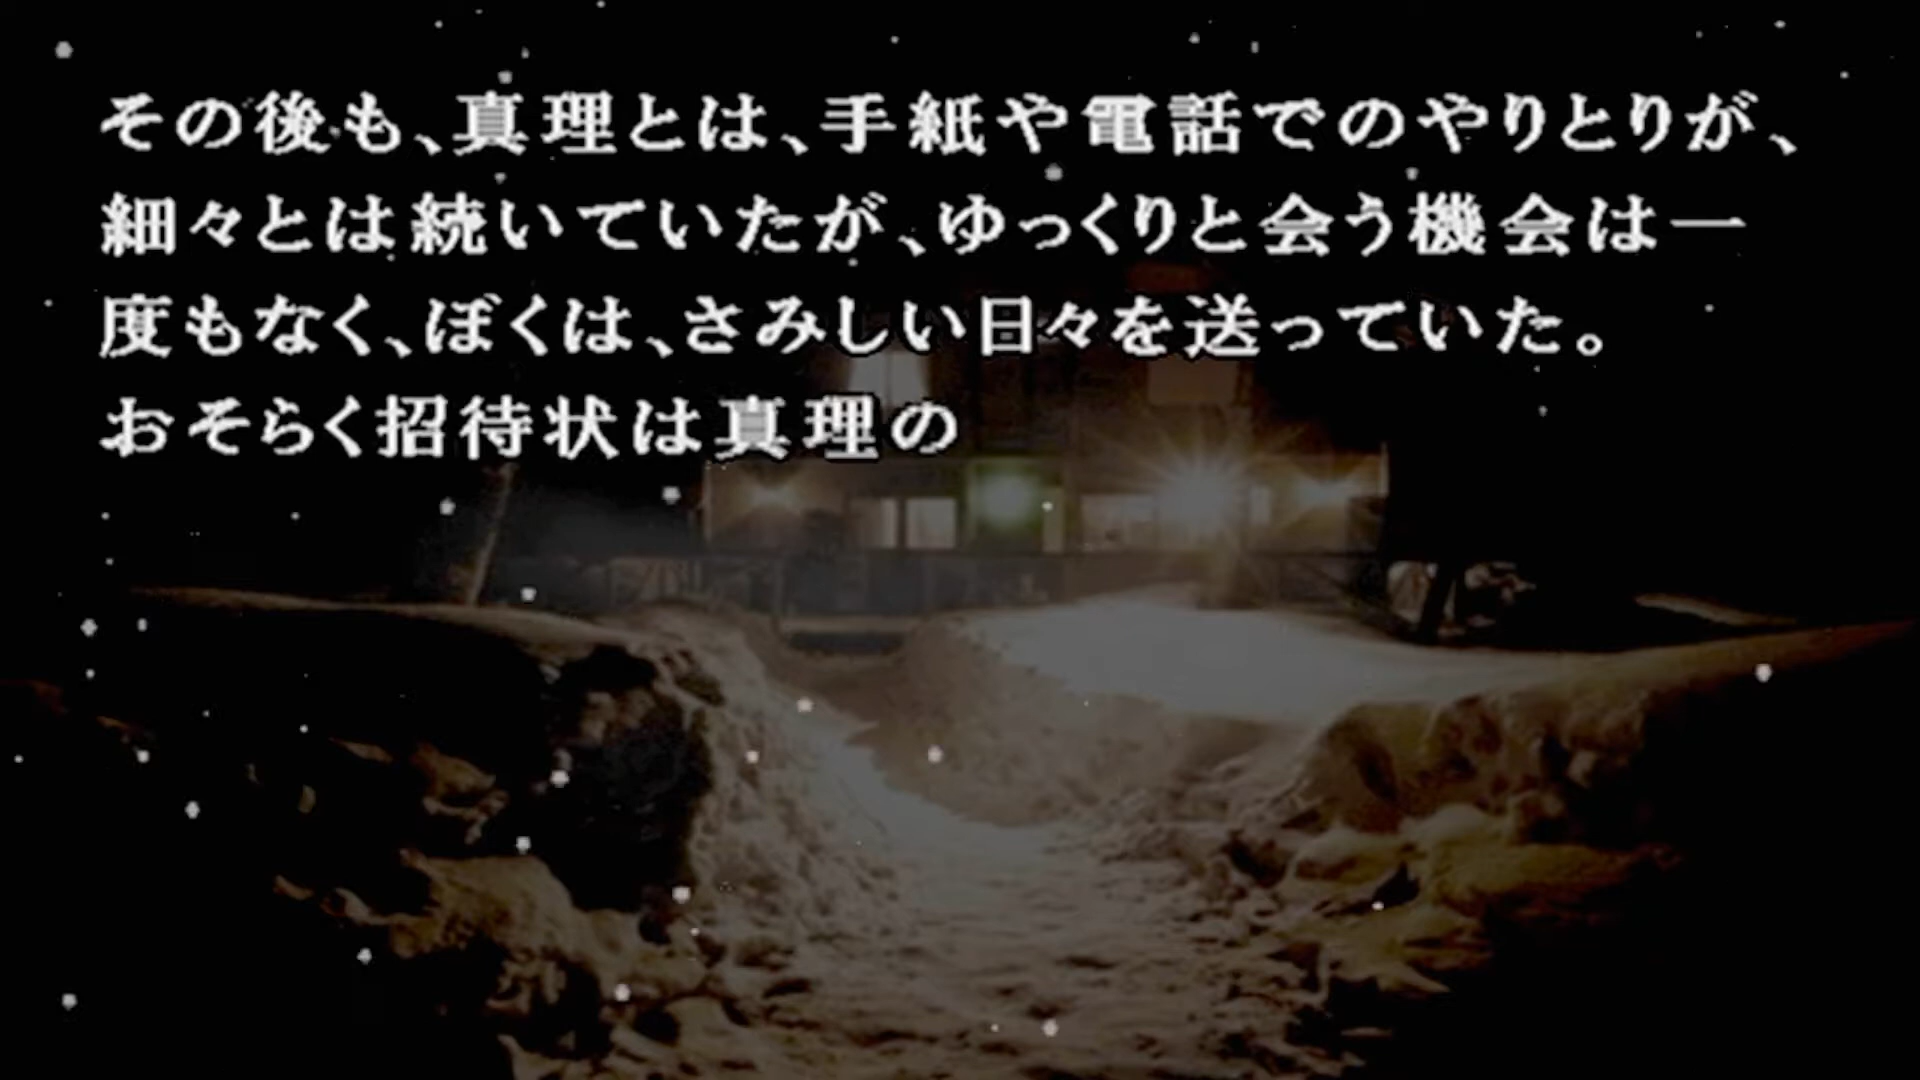 その後も、真理とは、手紙や電話でのやりとりが、
細々とは続いていたが、ゆっくりと会う機会は一
度もなく、ぼくは、さみしい日々を送っていた。
おそらく招待状は真理の